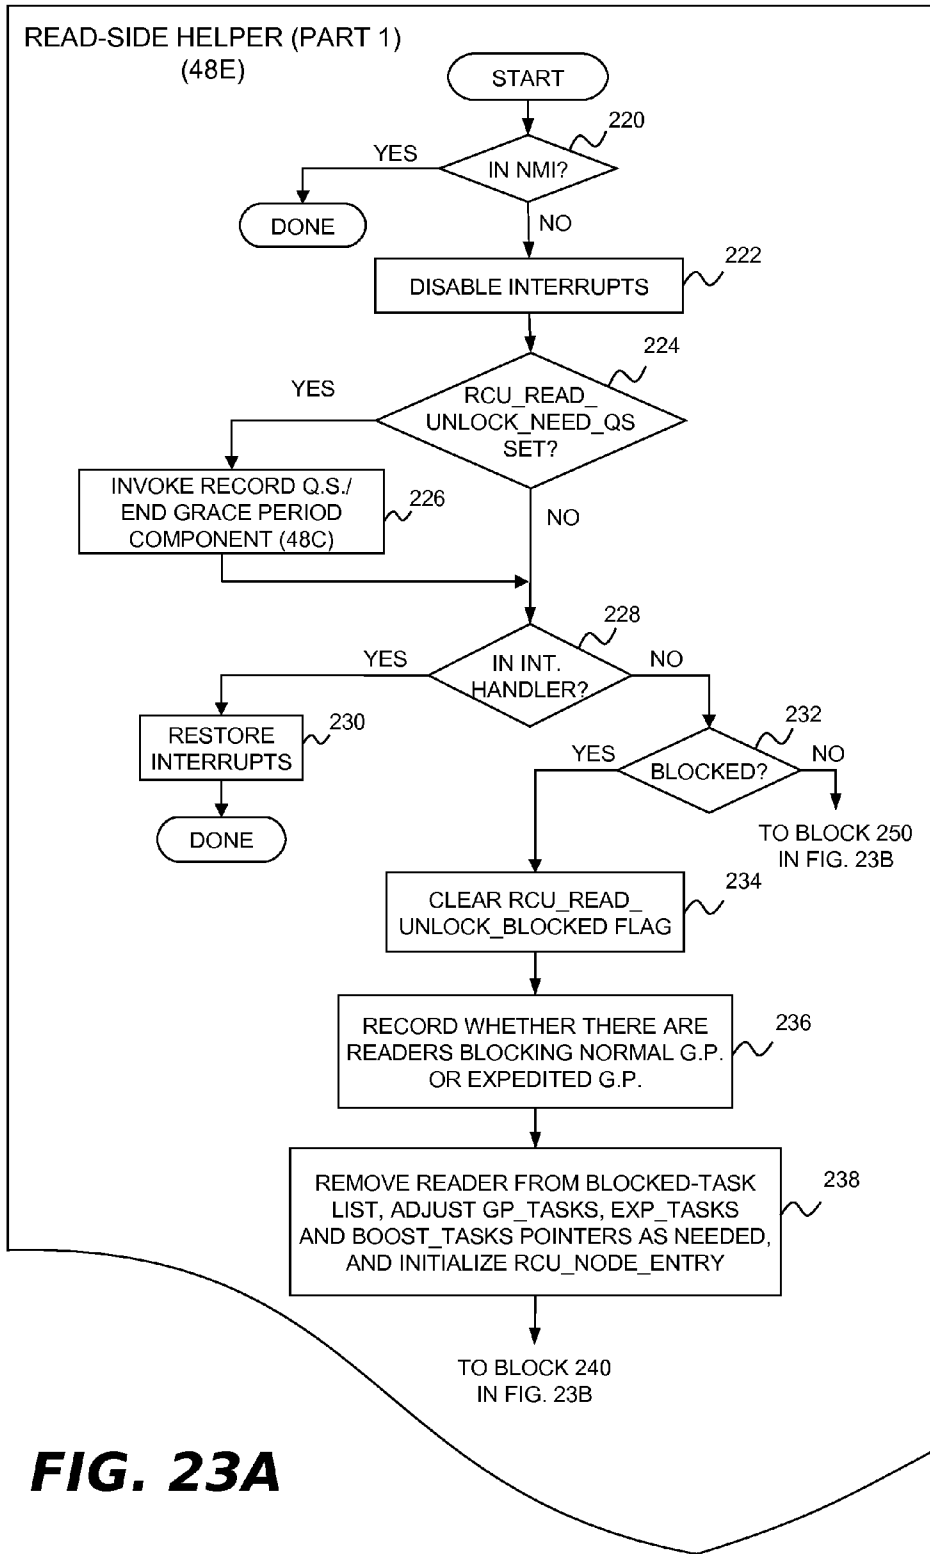 READ-SIDE HELPER (PART 1)
(48E)
START
220
YES
IN NMI?
DONE
NO
222
DISABLE INTERRUPTS
224
YES
RCU_READ_
UNLOCK_NEED_QS
SET?
INVOKE RECORD Q.S./
END GRACE PERIOD
COMPONENT (48C)
226
NO
228
YES
IN INT.
HANDLER?
NO
RESTORE
INTERRUPTS
230
232
YES
BLOCKED?
NO
DONE
TO BLOCK 250
IN FIG. 23B
234
CLEAR RCU_READ_
UNLOCK_BLOCKED FLAG
RECORD WHETHER THERE ARE
READERS BLOCKING NORMAL G.P.
OR EXPEDITED G.P.
236
REMOVE READER FROM BLOCKED-TASK
LIST, ADJUST GP_TASKS, EXP_TASKS
AND BOOST_TASKS POINTERS AS NEEDED,
AND INITIALIZE RCU_NODE_ENTRY
238
TO BLOCK 240
IN FIG. 23B
FIG. 23A